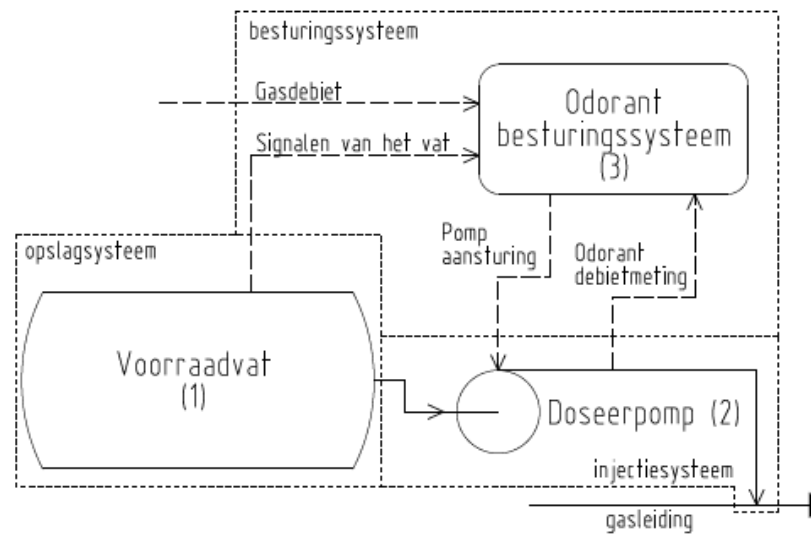 besturingssysteem
Gasdebiet
Odorant
besturingssysteem
(3)
Signalen van het vat
Pomp
aansturing
Odorant
debietmeting
opslagsysteem
Voorraadvat
(1)
Doseerpomp (2)
injectiesysteem
gasleiding